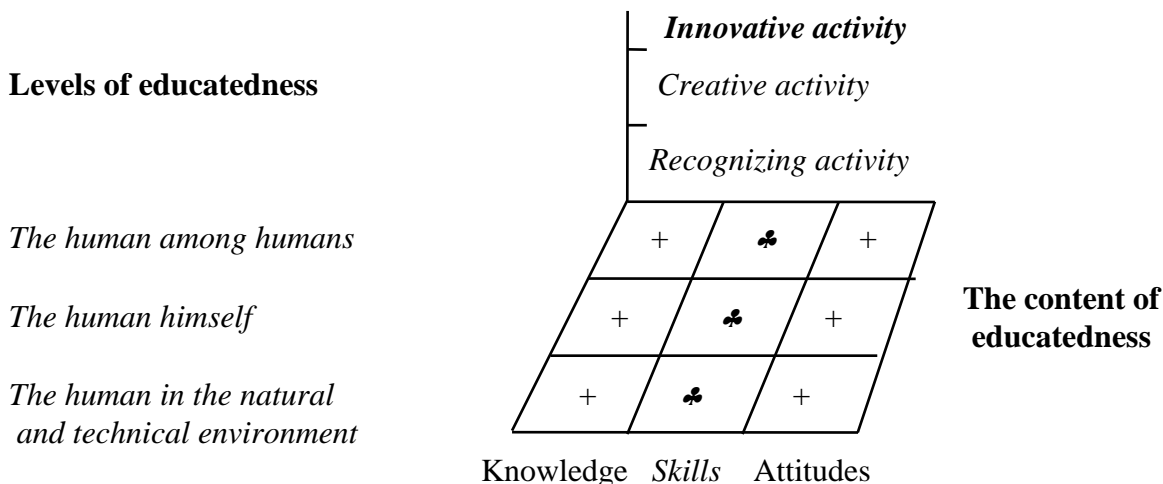 Innovative activity
Levels of educatedness
Creative activity
Recognizing activity
The human among humans
+ ♣ +
The content of
educatedness
The human himself
+ ♣ +
The human in the natural
and technical environment
+ ♣ +
Knowledge Skills Attitudes